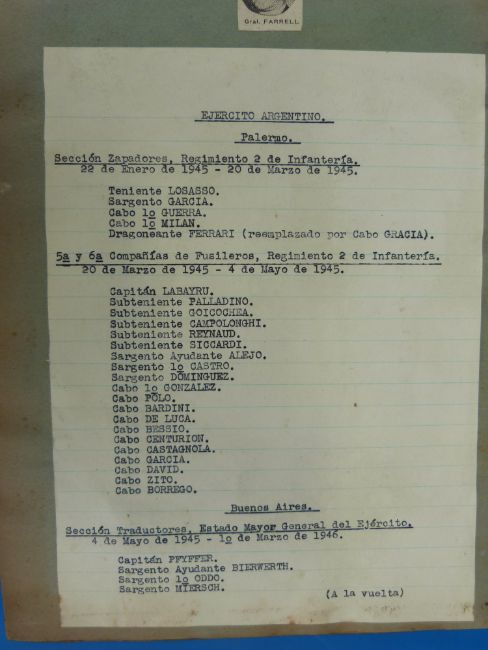 Gral. FARRELL
EJERCITO ARGENTINO.
Palermo.
Sección Zapadores, Regimiento 2 de Infantería.
22 de Enero de 1945 - 20 de Marzo de 1945.
Teniente LOSASSO.
Sargento GARCIA.
Cabo 1º GUERRA.
Cabo 1º MILAN.
Dragoneante FERRARI (reemplazado por Cabo GRACIA).
5a y 6a Compañías de Fusileros, Regimiento 2 de Infantería.
20 de Marzo de 1945 - 4 de Mayo de 1945.
Capitán LABAYRU.
Subteniente PALLADINO.
Subteniente GOICOCHEA.
Subteniente CAMPOLONGHI.
Subteniente REYNAUD.
Subteniente SICCARDI.
Sargento Ayudante ALEJO.
Sargento 1º CASTRO.
Sargento DOMINGUEZ.
Cabo 1º GONZALEZ.
Cabo POLO.
Cabo BARDINI.
Cabo DE LUCA.
Cabo BESSIO.
Cabo CENTURION.
Cabo CASTAGNOLA.
Cabo GARCIA.
Cabo DAVID.
Cabo ZITO.
Cabo BORREGO.
Buenos Aires.
Sección Traductores, Estado Mayor General del Ejército.
4 de Mayo de 1945 - 1º de Marzo de 1946.
Capitán PFYFFER.
Sargento Ayudante BIERWERTH.
Sargento 1º ODDO.
Sargento MIERSCH.
(A la vuelta)